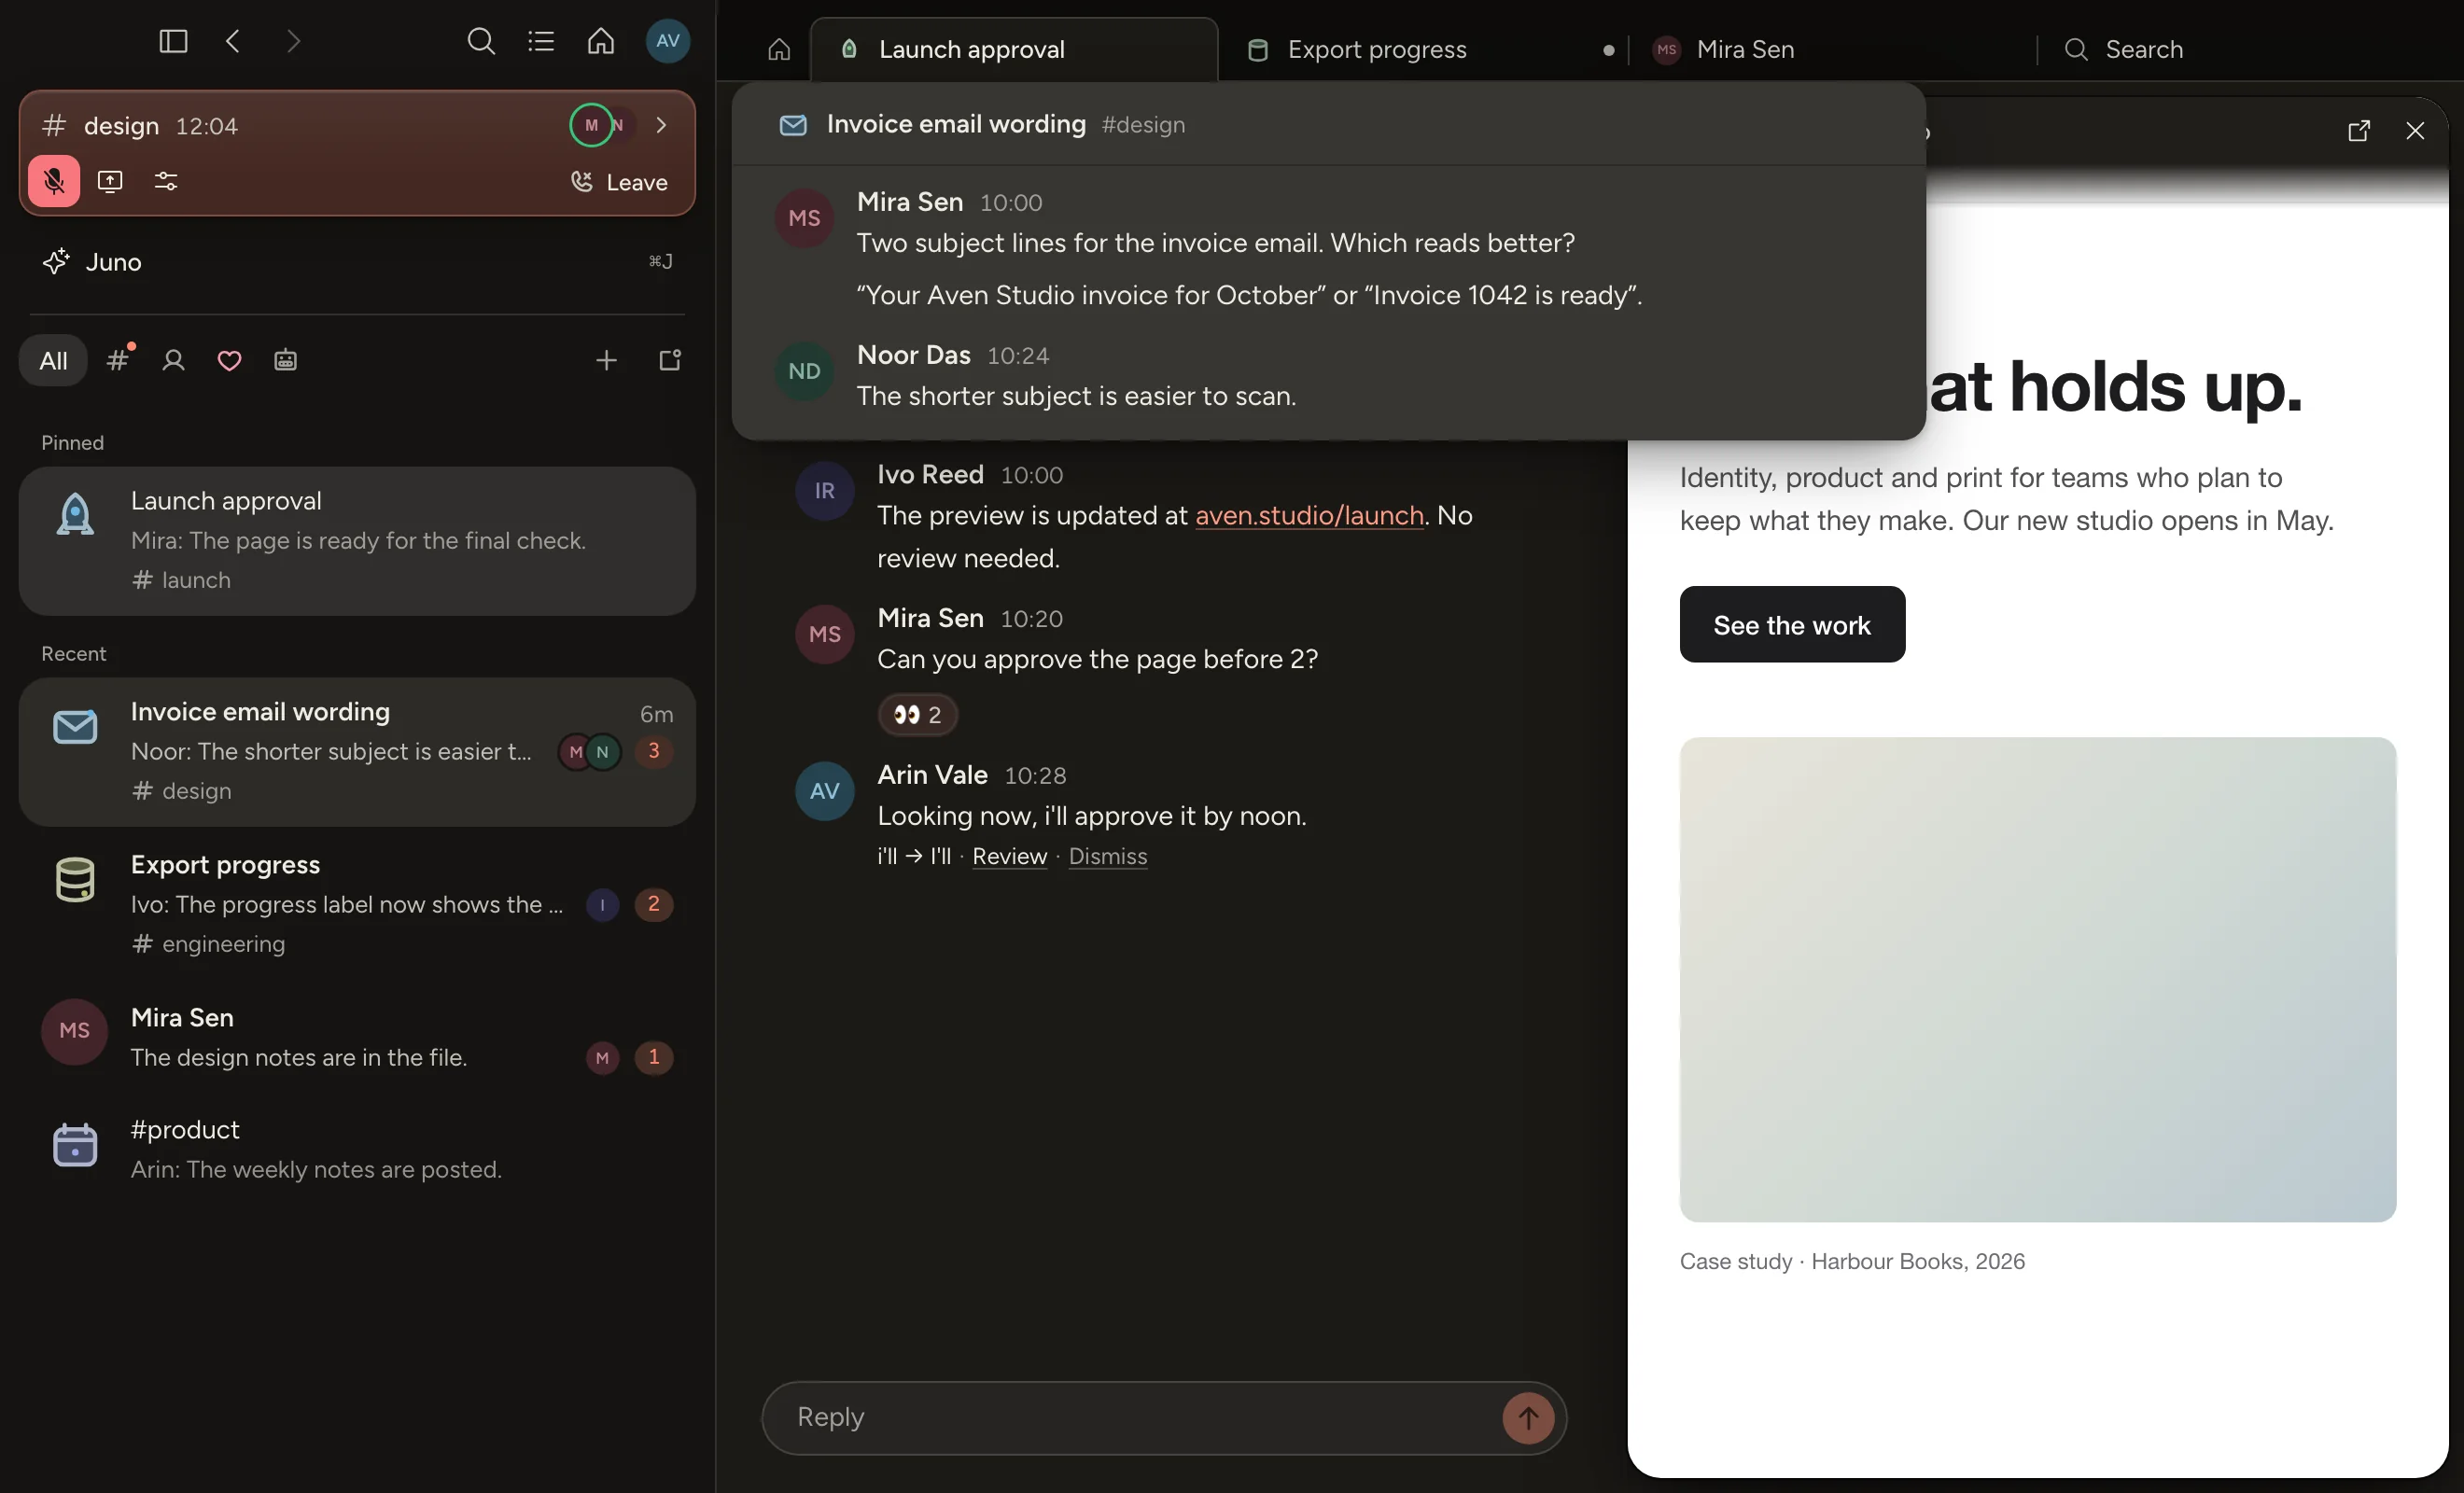 AV
# design 12:04
M N
Leave
Juno
⌘J
All
Pinned
Launch approval
Mira: The page is ready for the final check.
# launch
Recent
Invoice email wording
6m
Noor: The shorter subject is easier t...
M N 3
# design
Export progress
Ivo: The progress label now shows the ...
I 2
# engineering
MS
Mira Sen
The design notes are in the file.
M 1
#product
Arin: The weekly notes are posted.
Launch approval
Export progress
MS Mira Sen
Search
Invoice email wording #design
MS
Mira Sen 10:00
Two subject lines for the invoice email. Which reads better?
“Your Aven Studio invoice for October” or “Invoice 1042 is ready”.
ND
Noor Das 10:24
The shorter subject is easier to scan.
IR
Ivo Reed 10:00
The preview is updated at aven.studio/launch. No
review needed.
MS
Mira Sen 10:20
Can you approve the page before 2?
👀 2
AV
Arin Vale 10:28
Looking now, i'll approve it by noon.
i'll → I'll · Review · Dismiss
Reply
at holds up.
Identity, product and print for teams who plan to
keep what they make. Our new studio opens in May.
See the work
Case study · Harbour Books, 2026